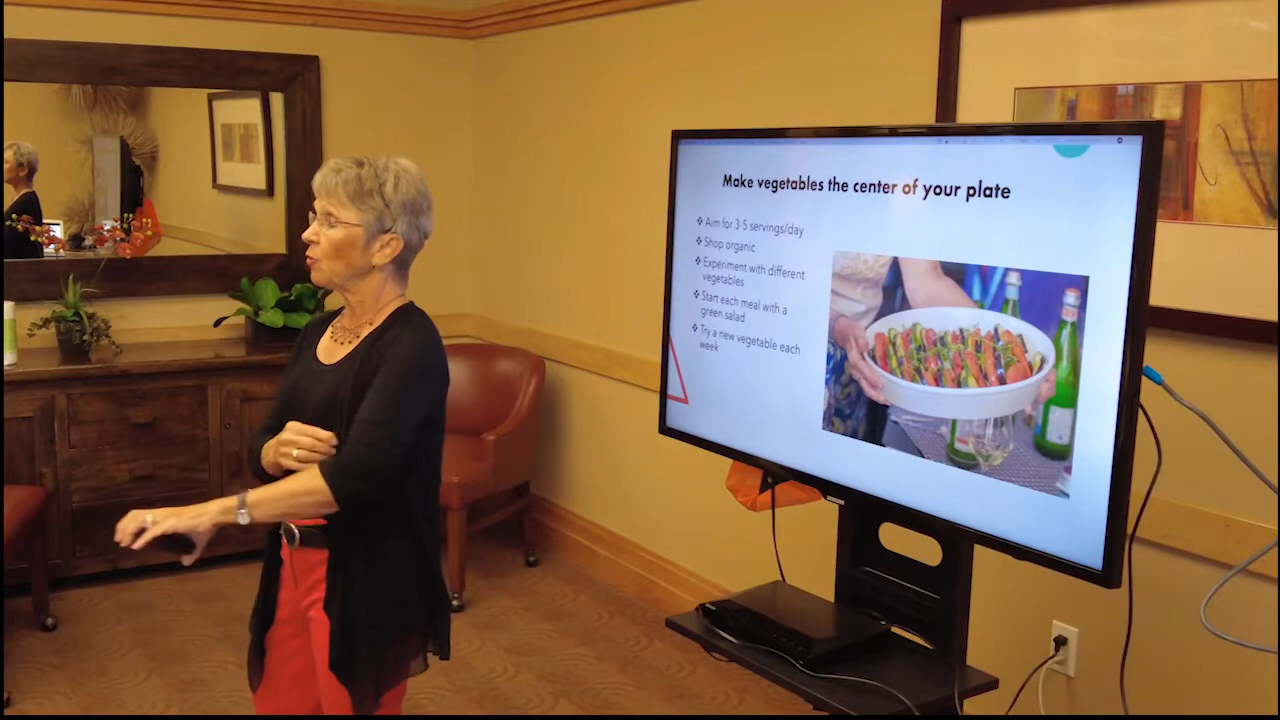 Make vegetables the center of your plate
❖ Aim for 3-5 servings/day
❖ Shop organic
❖ Experiment with different
vegetables
❖ Start each meal with a
green salad
❖ Try a new vegetable each
week